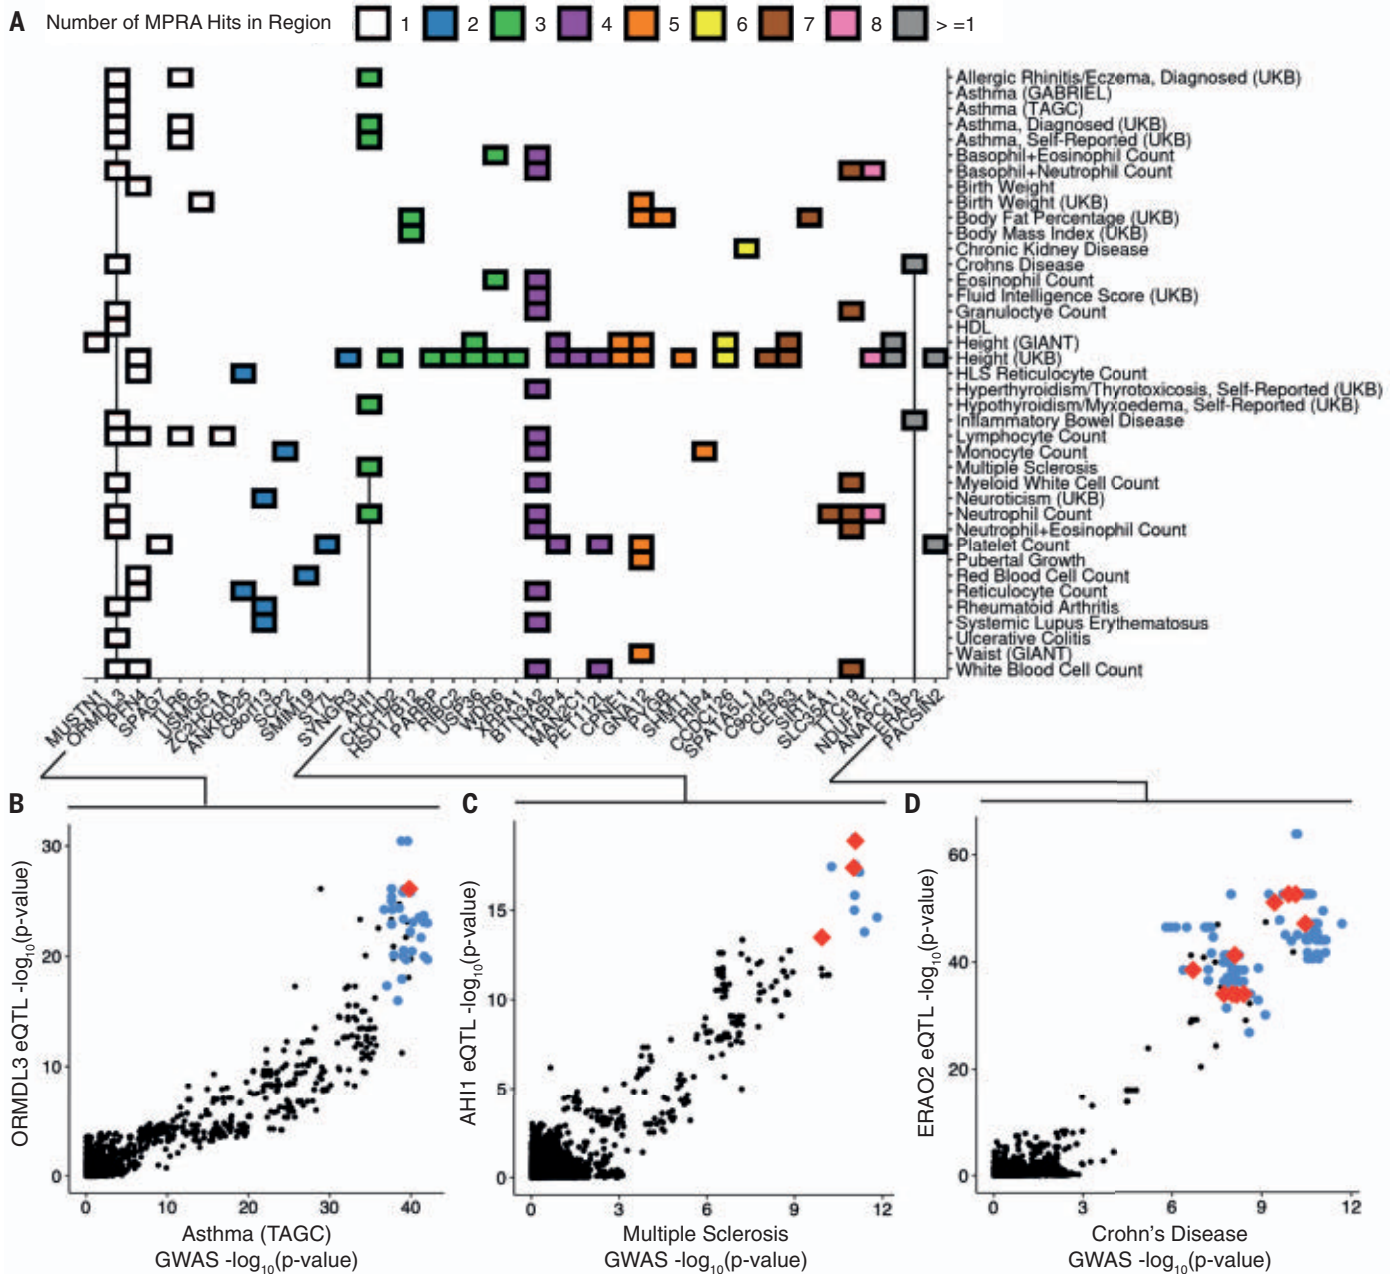 A Number of MPRA Hits in Region 1 2 3 4 5 6 7 8 > =1
Allergic Rhinitis/Eczema, Diagnosed (UKB)
Asthma (GABRIEL)
Asthma (TAGC)
Asthma, Diagnosed (UKB)
Asthma, Self-Reported (UKB)
Basophil+Eosinophil Count
Basophil+Neutrophil Count
Birth Weight
Birth Weight (UKB)
Body Fat Percentage (UKB)
Body Mass Index (UKB)
Chronic Kidney Disease
Crohns Disease
Eosinophil Count
Fluid Intelligence Score (UKB)
Granuloctye Count
HDL
Height (GIANT)
Height (UKB)
HLS Reticulocyte Count
Hyperthyroidism/Thyrotoxicosis, Self-Reported (UKB)
Hypothyroidism/Myxoedema, Self-Reported (UKB)
Inflammatory Bowel Disease
Lymphocyte Count
Monocyte Count
Multiple Sclerosis
Myeloid White Cell Count
Neuroticism (UKB)
Neutrophil Count
Neutrophil+Eosinophil Count
Platelet Count
Pubertal Growth
Red Blood Cell Count
Reticulocyte Count
Rheumatoid Arthritis
Systemic Lupus Erythematosus
Ulcerative Colitis
Waist (GIANT)
White Blood Cell Count
MUSTN1
ORMDL3
PFN4
SPAG7
TLR6
USMG5
ZC2HC1A
ANKRD25
C8orf13
SCP2
SMIM19
ST7L
SYNGR3
AHI1
CHCHD2
HSD17B12
PARBP
RIBC2
USP36
WDR6
XRRA1
BTN3A2
HABP4
MAN2C1
PET112L
CPNE1
GNA12
PVGB
SHMT1
TRIP4
CCDC126
SPATA5L1
C9orf43
CEP63
SIRT4
SLC35A1
TTC19
NDUFAF1
ANAPC13
ERAP2
PACSIN2
B
ORMDL3 eQTL -log10(p-value)
30
20
10
0
0 10 20 30 40
Asthma (TAGC)
GWAS -log10(p-value)
C
AHI1 eQTL -log10(p-value)
15
10
5
0
0 3 6 9 12
Multiple Sclerosis
GWAS -log10(p-value)
D
ERAO2 eQTL -log10(p-value)
60
40
20
0
0 3 6 9 12
Crohn's Disease
GWAS -log10(p-value)